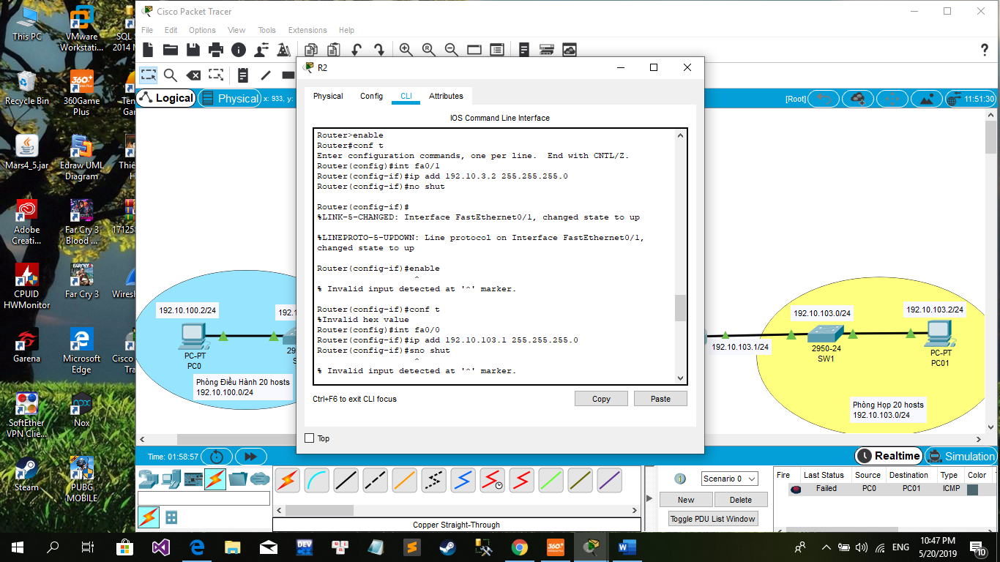 This PC
VMware
Workstati...
SQL S
2014 M
Recycle Bin
360Game
Plus
Ten
Gar
Mars4_5.jar
Edraw UML
Diagram
Thiê
H
Adobe
Creati...
Far Cry 3
Blood ...
17125
CPUID
HWMonitor
Far Cry 3
Wiresh
Garena
Microsoft
Edge
Cisco
Tra
SoftEther
VPN Clie...
Nox
Steam
PUBG
MOBILE
Cisco Packet Tracer
File Edit Options View Tools Extensions Help
Logical
Physical
x: 933, y:
[Root]
11:51:30
R2
Physical Config CLI Attributes
IOS Command Line Interface
Router>enable
Router#conf t
Enter configuration commands, one per line. End with CNTL/Z.
Router(config)#int fa0/1
Router(config-if)#ip add 192.10.3.2 255.255.255.0
Router(config-if)#no shut
Router(config-if)#
%LINK-5-CHANGED: Interface FastEthernet0/1, changed state to up
%LINEPROTO-5-UPDOWN: Line protocol on Interface FastEthernet0/1,
changed state to up
Router(config-if)#enable
^
% Invalid input detected at '^' marker.
Router(config-if)#conf t
%Invalid hex value
Router(config)#int fa0/0
Router(config-if)#ip add 192.10.103.1 255.255.255.0
Router(config-if)#sno shut
^
% Invalid input detected at '^' marker.
Ctrl+F6 to exit CLI focus
Copy
Paste
Top
192.10.100.2/24
192.1
PC-PT
PC0
29
S
Phòng Điều Hành 20 hosts
192.10.100.0/24
192.10.103.0/24
192.10.103.2/24
192.10.103.1/24
2950-24
SW1
PC-PT
PC01
Phòng Họp 20 hosts
192.10.103.0/24
Time: 01:58:57
Realtime
Simulation
Copper Straight-Through
Scenario 0
New
Delete
Toggle PDU List Window
Fire Last Status Source Destination Type Color
Failed PC0 PC01 ICMP
DEV
360+
ENG
10:47 PM
5/20/2019
10